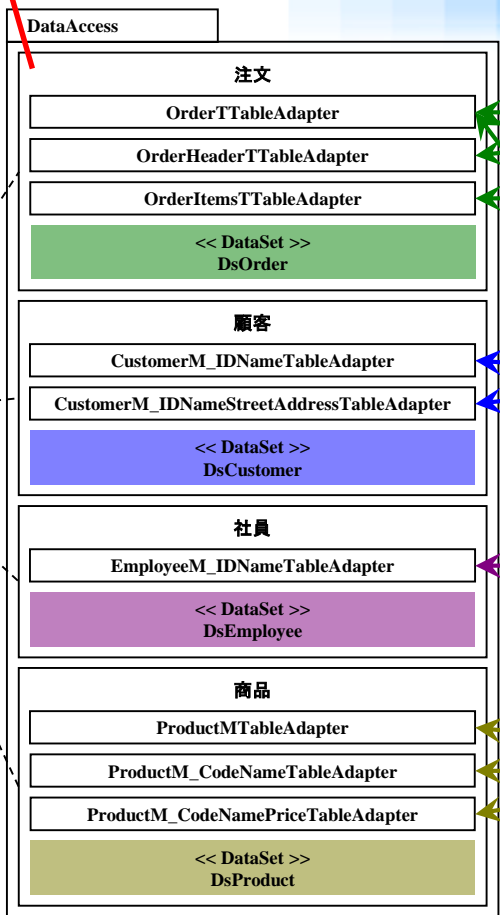 DataAccess
注文
OrderTTableAdapter
OrderHeaderTTableAdapter
OrderItemsTTableAdapter
<< DataSet >>
DsOrder
顧客
CustomerM_IDNameTableAdapter
CustomerM_IDNameStreetAddressTableAdapter
<< DataSet >>
DsCustomer
社員
EmployeeM_IDNameTableAdapter
<< DataSet >>
DsEmployee
商品
ProductMTableAdapter
ProductM_CodeNameTableAdapter
ProductM_CodeNamePriceTableAdapter
<< DataSet >>
DsProduct